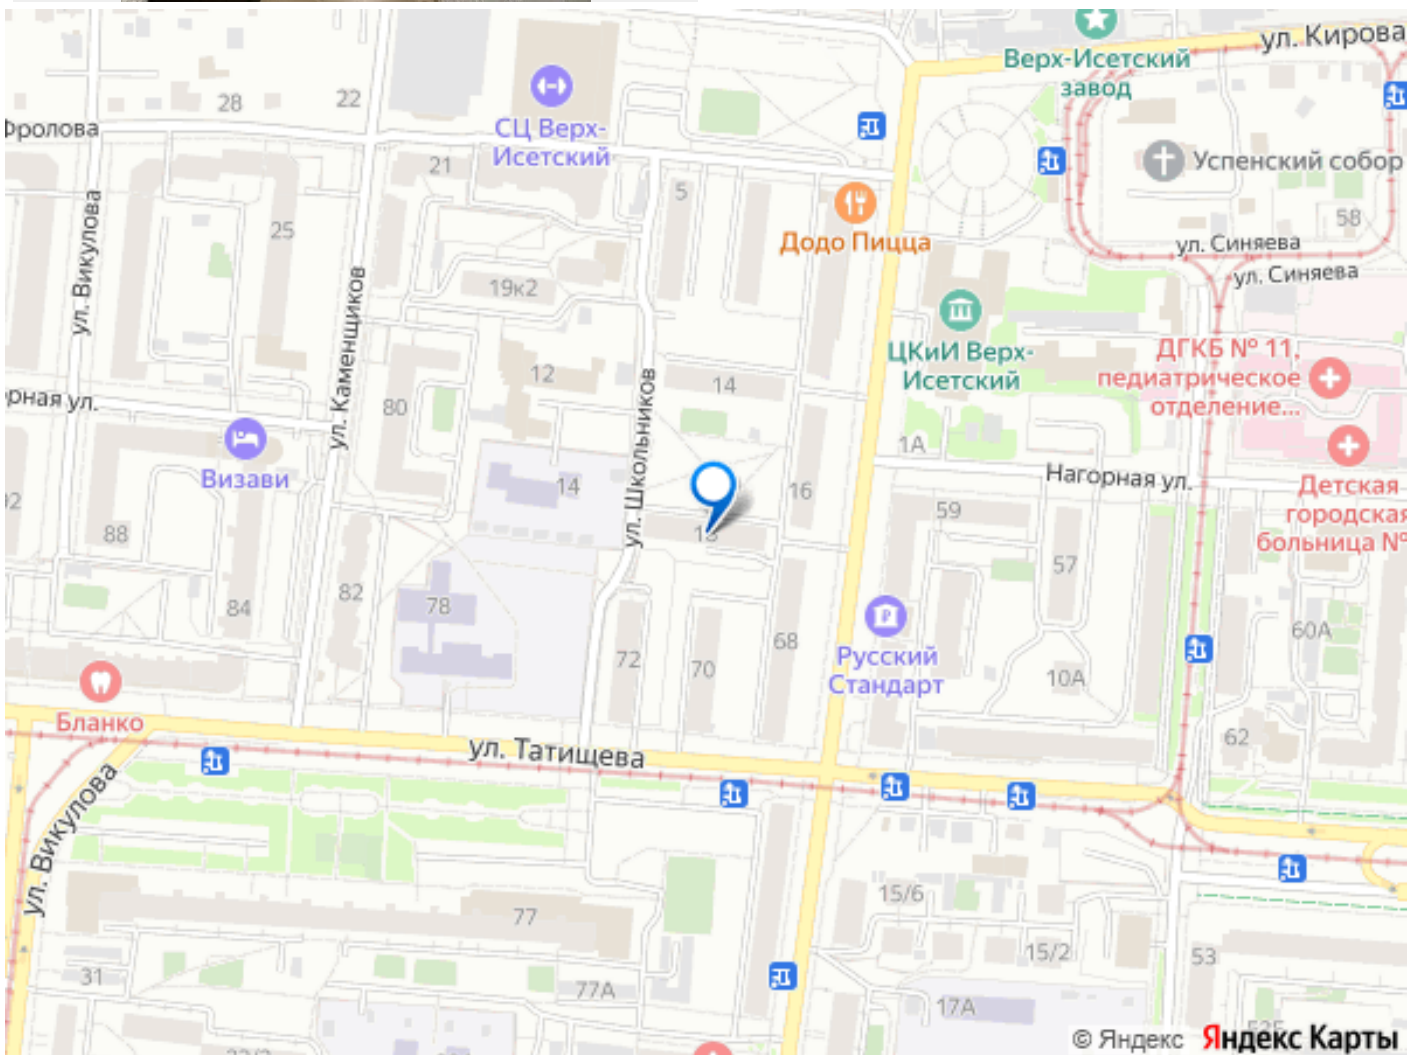 ул. Кирова
Верх-Исетский
завод
22
28
Фролова
СЦ Верх-
Исетский
21
5
Успенский собор
58
ул. Викулова
25
Додо Пицца
ул. Синяева
ул. Синяева
19к2
ул. Каменщиков
ЦКиИ Верх-
Исетский
ДГКБ № 11,
педиатрическое
отделение...
12
14
80
рная ул.
ул. Школьников
1А
Визави
Нагорная ул.
14
16
Детская
городская
больница №
92
59
88
57
82
78
84
60А
68
72
70
Русский
Стандарт
10А
Бланко
62
ул. Татищева
ул. Викулова
15/6
77
15/2
53
31
77А
17А
© Яндекс Яндекс Карты